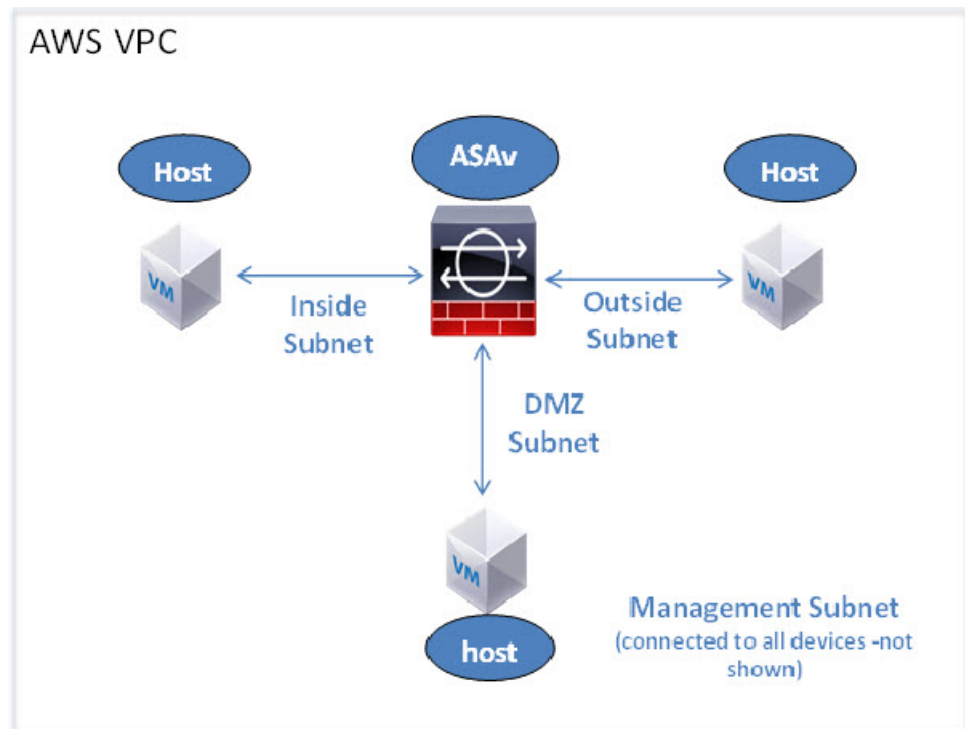 AWS VPC
Host
ASAv
Host
VM
VM
Inside
Subnet
Outside
Subnet
DMZ
Subnet
VM
host
Management Subnet
(connected to all devices -not
shown)